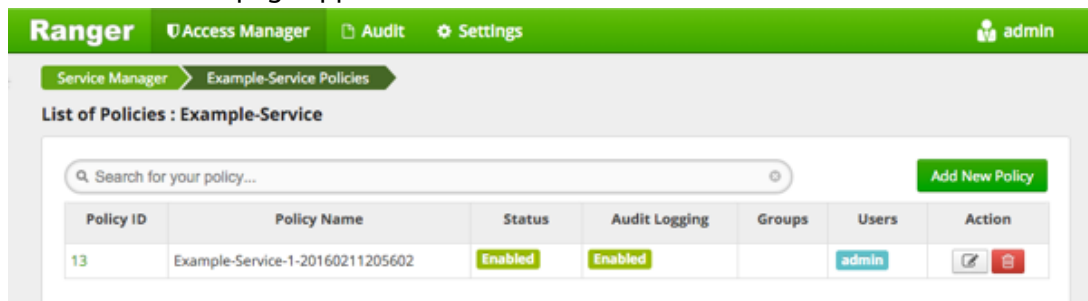 Ranger Access Manager Audit Settings admin
Service Manager Example-Service Policies
List of Policies : Example-Service
Search for your policy... Add New Policy
Policy ID Policy Name Status Audit Logging Groups Users Action
13 Example-Service-1-20160211205602 Enabled Enabled admin